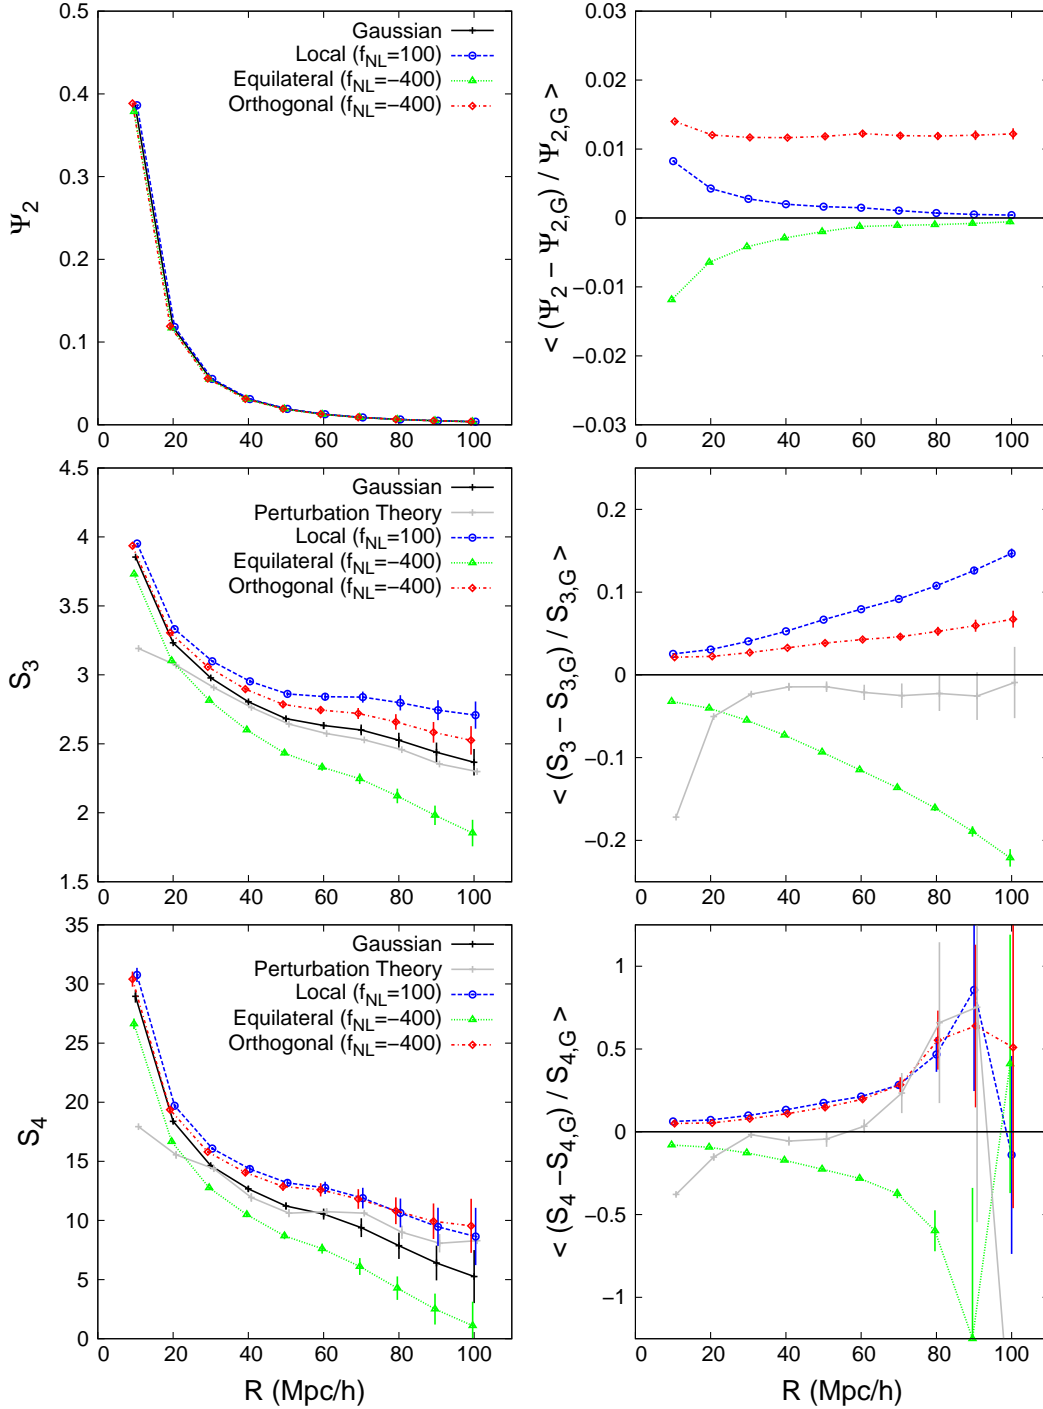 0.5
0.4
0.3
0.2
0.1
0
0 20 40 60 80 100
Ψ2
Gaussian
Local (fNL=100)
Equilateral (fNL=-400)
Orthogonal (fNL=-400)
0.03
0.02
0.01
0
-0.01
-0.02
-0.03
0 20 40 60 80 100
< (Ψ2 - Ψ2,G) / Ψ2,G >
4.5
4
3.5
3
2.5
2
1.5
0 20 40 60 80 100
S3
Gaussian
Perturbation Theory
Local (fNL=100)
Equilateral (fNL=-400)
Orthogonal (fNL=-400)
0.2
0.1
0
-0.1
-0.2
0 20 40 60 80 100
< (S3 - S3,G) / S3,G >
35
30
25
20
15
10
5
0
0 20 40 60 80 100
S4
R (Mpc/h)
Gaussian
Perturbation Theory
Local (fNL=100)
Equilateral (fNL=-400)
Orthogonal (fNL=-400)
1
0.5
0
-0.5
-1
0 20 40 60 80 100
< (S4 - S4,G) / S4,G >
R (Mpc/h)